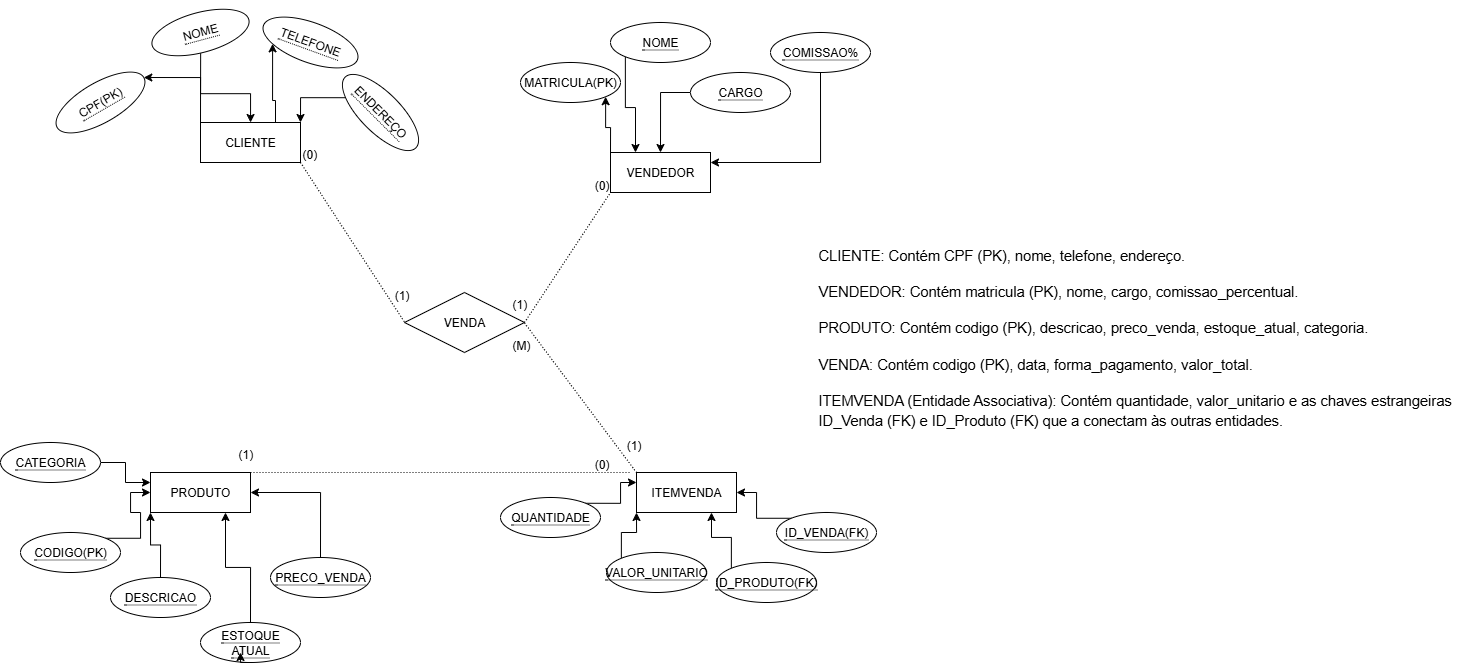 NOME
TELEFONE
CPF(PK)
ENDEREÇO
CLIENTE
(0)
NOME
COMISSAO%
MATRICULA(PK)
CARGO
VENDEDOR
(0)
CLIENTE: Contém CPF (PK), nome, telefone, endereço.
VENDEDOR: Contém matricula (PK), nome, cargo, comissao_percentual.
PRODUTO: Contém codigo (PK), descricao, preco_venda, estoque_atual, categoria.
VENDA: Contém codigo (PK), data, forma_pagamento, valor_total.
ITEMVENDA (Entidade Associativa): Contém quantidade, valor_unitario e as chaves estrangeiras
ID_Venda (FK) e ID_Produto (FK) que a conectam às outras entidades.
(1)
(1)
VENDA
(M)
(1)
(1)
(0)
CATEGORIA
PRODUTO
CODIGO(PK)
DESCRICAO
PRECO_VENDA
ESTOQUE
ATUAL
ITEMVENDA
QUANTIDADE
VALOR_UNITARIO
ID_PRODUTO(FK)
ID_VENDA(FK)